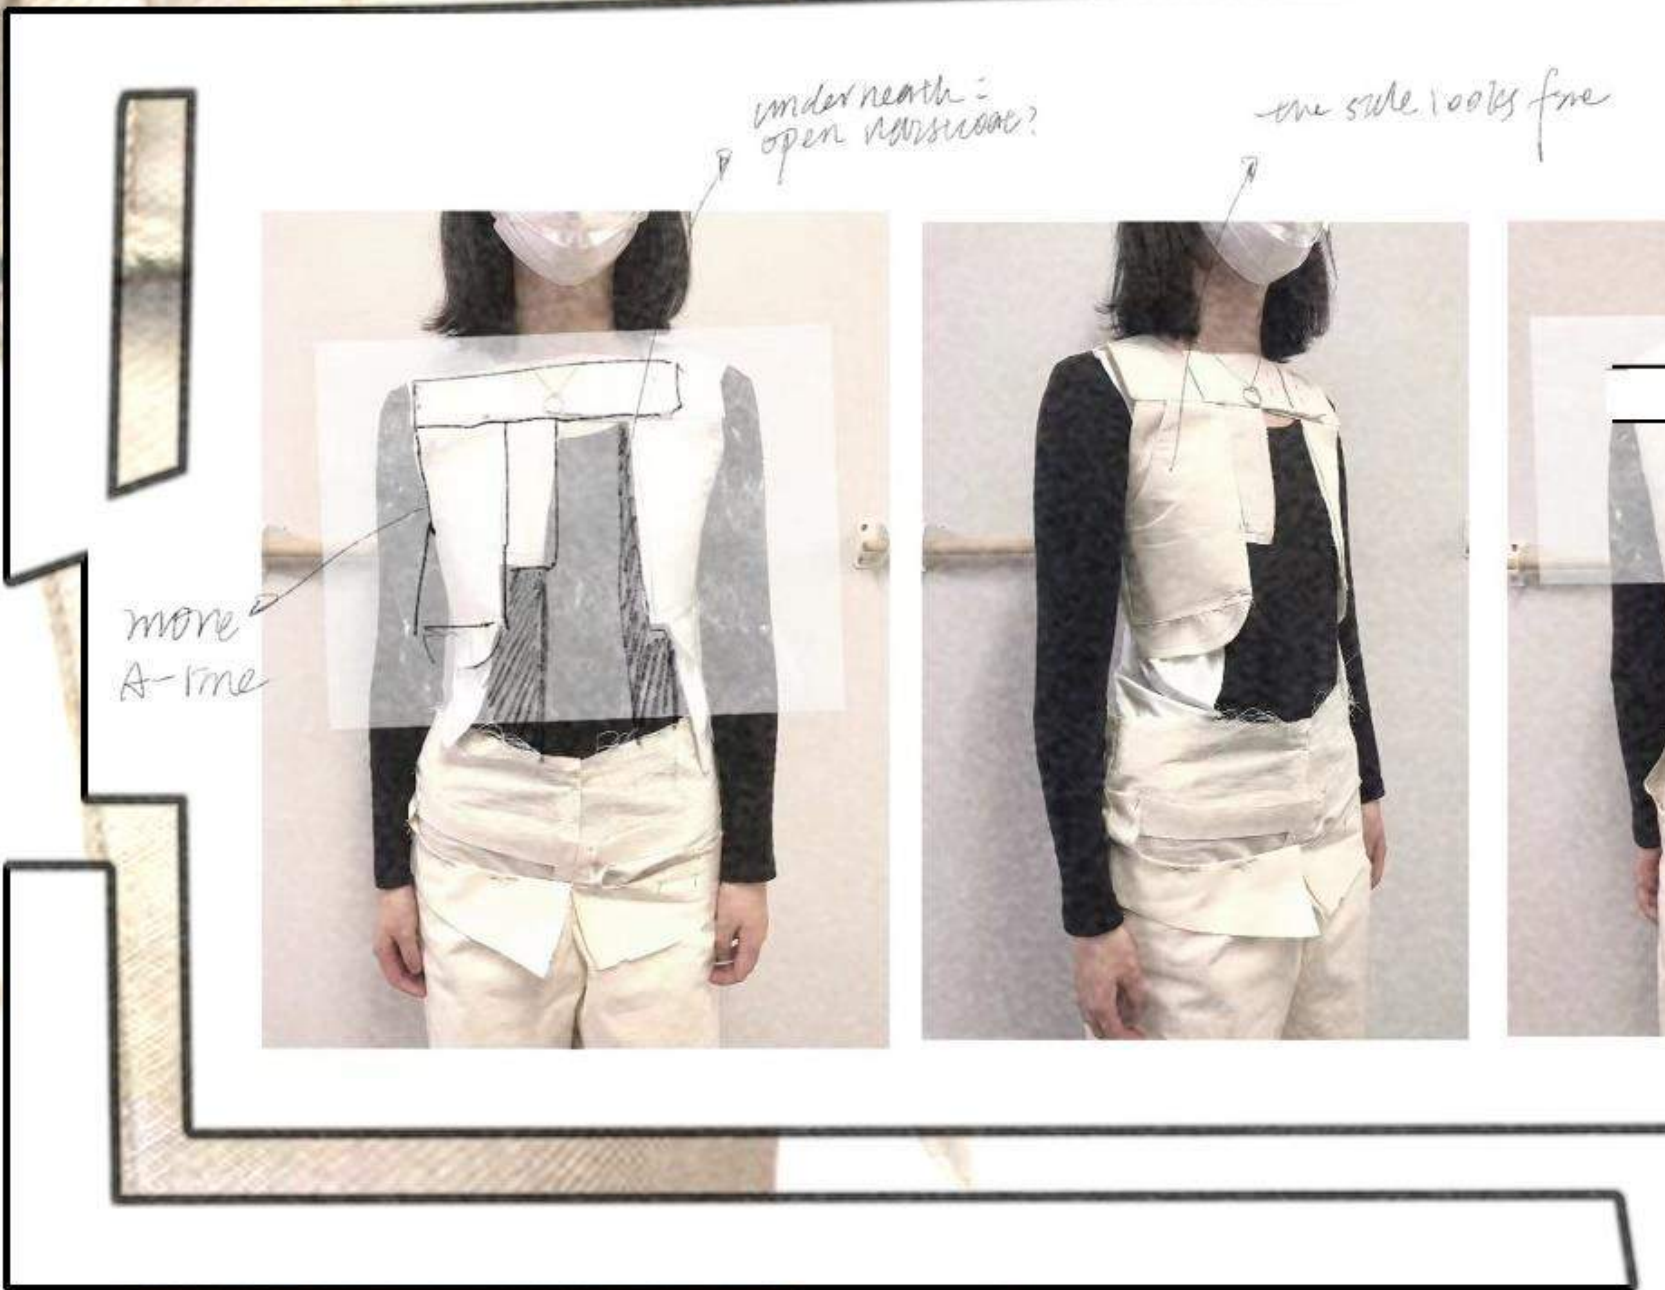 underneath:
open waistcoat?
the side looks fine
more
A-line